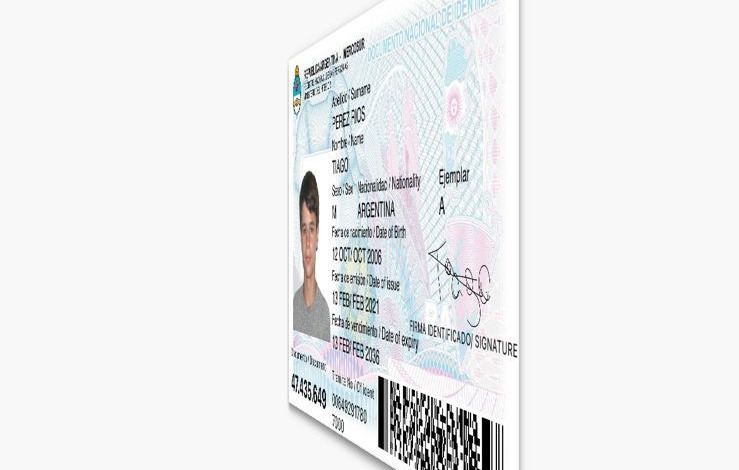 REPUBLICA ARGENTINA - MERCOSUR
DOCUMENTO NACIONAL DE IDENTIDAD
Apellido / Surname
PEREZ RIOS
Nombre / Name
TIAGO
Sexo / Sex Nacionalidad / Nationality Ejemplar
M ARGENTINA A
Fecha de nacimiento / Date of Birth
12 OCT/ OCT 2006
Fecha de emisión / Date of issue
13 FEB/ FEB 2021
Fecha de vencimiento / Date of expiry
13 FEB/ FEB 2036
FIRMA IDENTIFICADO/ SIGNATURE
Documento / Document
47.435.649
Trámite No / Of. ident
00649291780
7000